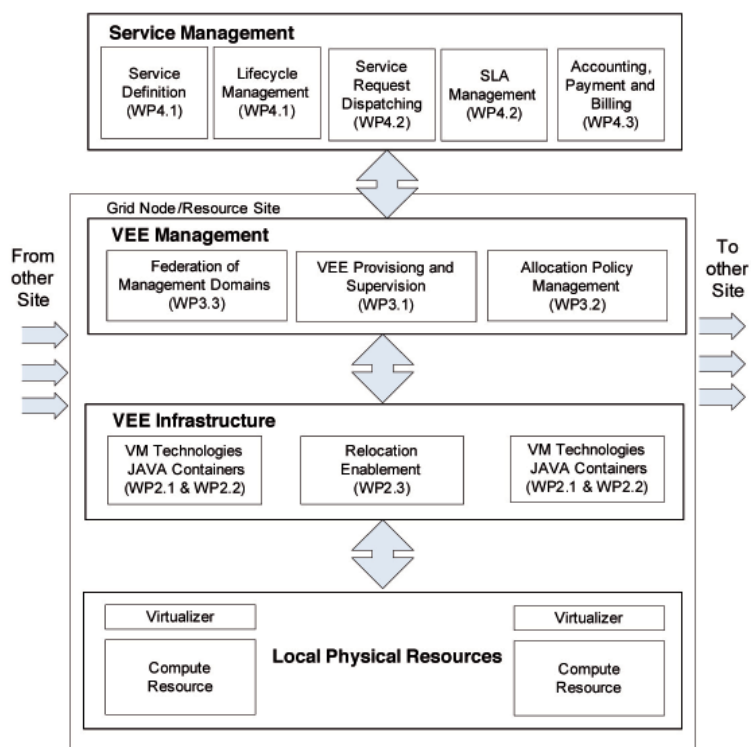 Service Management
Service
Definition
(WP4.1)
Lifecycle
Management
(WP4.1)
Service
Request
Dispatching
(WP4.2)
SLA
Management
(WP4.2)
Accounting,
Payment and
Billing
(WP4.3)
Grid Node/Resource Site
VEE Management
From
other
Site
Federation of
Management Domains
(WP3.3)
VEE Provisiong and
Supervision
(WP3.1)
Allocation Policy
Management
(WP3.2)
To
other
Site
VEE Infrastructure
VM Technologies
JAVA Containers
(WP2.1 & WP2.2)
Relocation
Enablement
(WP2.3)
VM Technologies
JAVA Containers
(WP2.1 & WP2.2)
Virtualizer
Compute
Resource
Local Physical Resources
Virtualizer
Compute
Resource